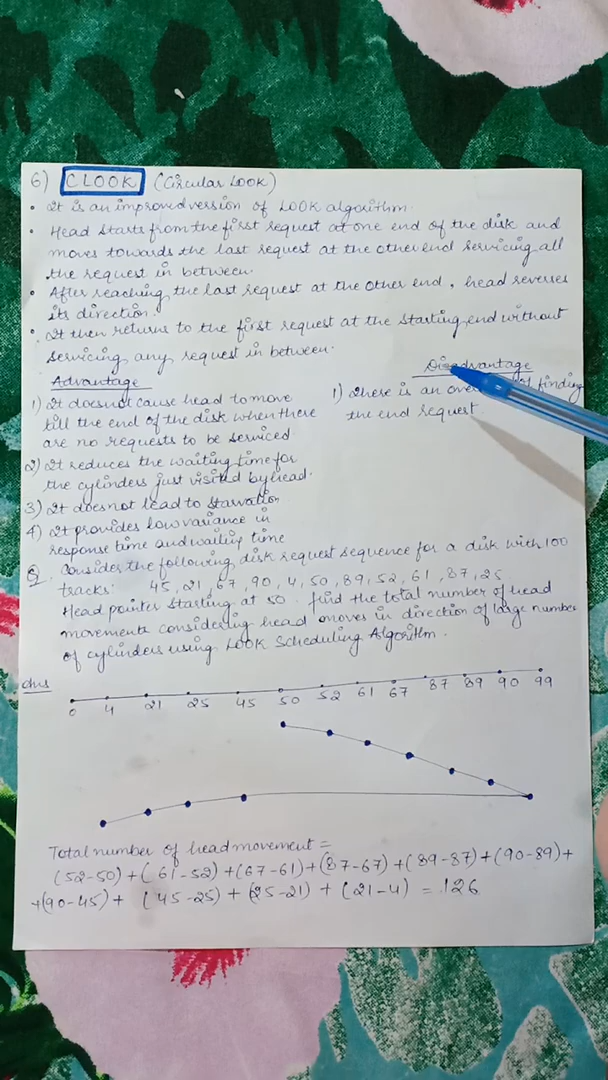 6) CLOOK (Circular LOOK)
• It is an improved version of LOOK algorithm.
• Head starts from the first request at one end of the disk and
moves towards the last request at the other end servicing all
the request in between.
• After reaching the last request at the other end, head reverses
its direction.
• It then returns to the first request at the starting end without
servicing any request in between.
Advantage
1) It doesnot cause head to move
till the end of the disk when there
are no requests to be serviced
2) It reduces the waiting time for
the cylinders just visited by head.
3) It does not lead to starvation
4) It provides low variance in
response time and waiting time
Disadvantage
1) There is an finding
the end request.
Q. Consider the following disk request sequence for a disk with 100
tracks: 45, 21, 67, 90, 4, 50, 89, 52, 61, 87, 25
Head pointer starting at 50. find the total number of head
movements considering head moves in direction of large number
of cylinders using LOOK Scheduling Algorithm.
Ans
0 4 21 25 45 50 52 61 67 87 89 90 99
Total number of head movement =
(52-50) + (61-52) + (67-61) + (87-67) + (89-87) + (90-89) +
+(90-45) + (45-25) + (25-21) + (21-4) = 126